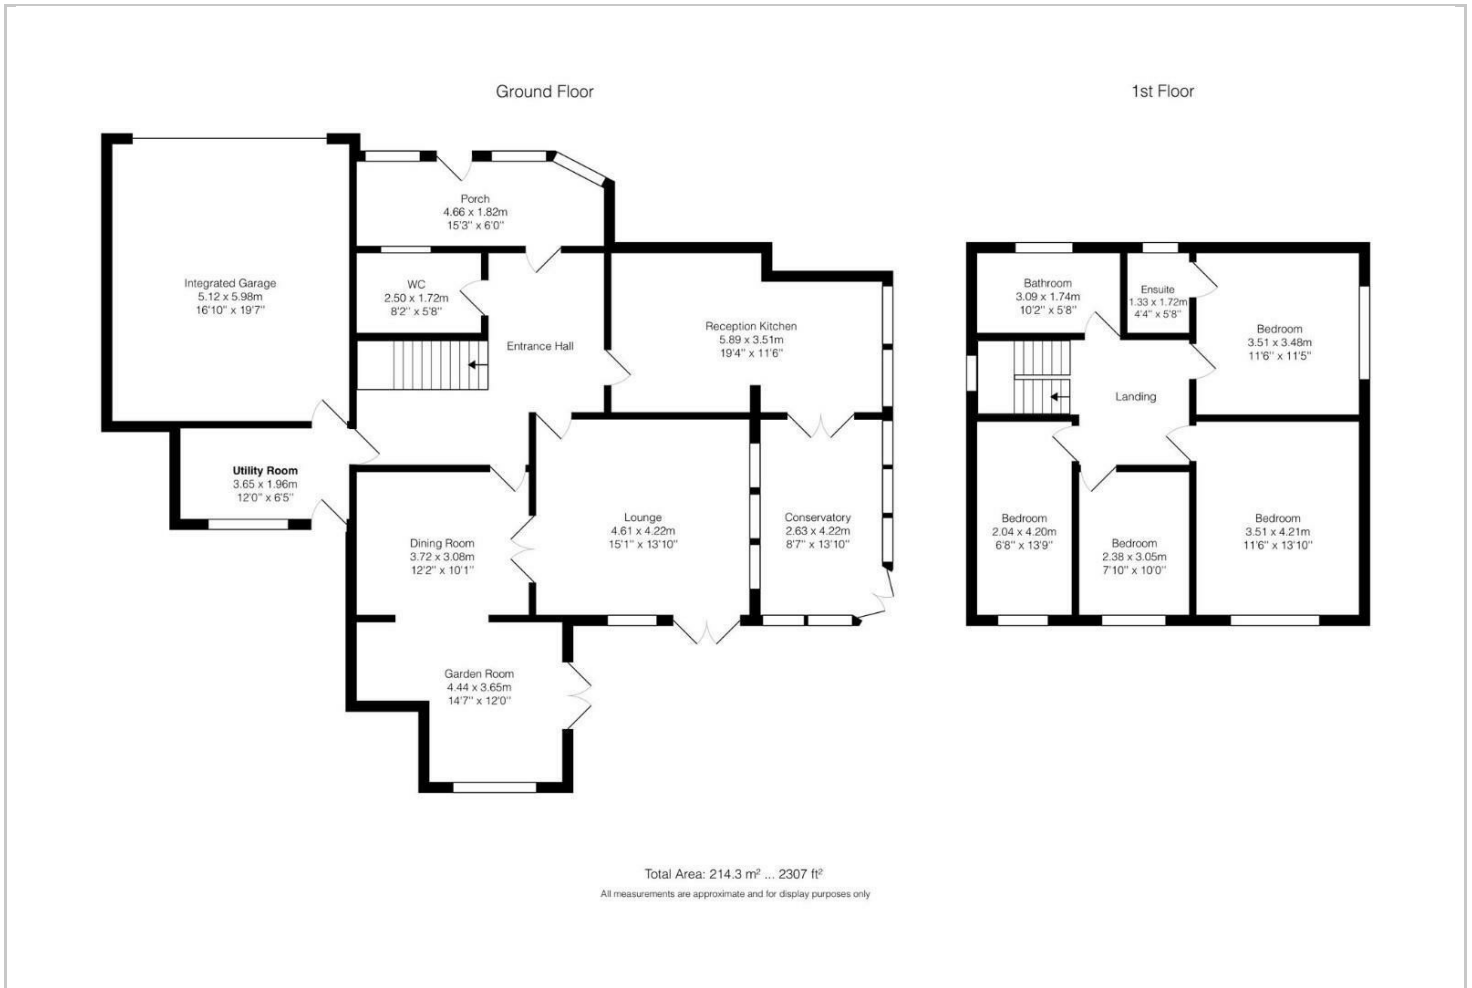 Ground Floor
1st Floor
Porch
4.66 x 1.82m
15'3'' x 6'0''
Integrated Garage
5.12 x 5.98m
16'10'' x 19'7''
WC
2.50 x 1.72m
8'2'' x 5'8''
Entrance Hall
Reception Kitchen
5.89 x 3.51m
19'4'' x 11'6''
Utility Room
3.65 x 1.96m
12'0'' x 6'5''
Dining Room
3.72 x 3.08m
12'2'' x 10'1''
Lounge
4.61 x 4.22m
15'1'' x 13'10''
Conservatory
2.63 x 4.22m
8'7'' x 13'10''
Garden Room
4.44 x 3.65m
14'7'' x 12'0''
Bathroom
3.09 x 1.74m
10'2'' x 5'8''
Ensuite
1.33 x 1.72m
4'4'' x 5'8''
Bedroom
3.51 x 3.48m
11'6'' x 11'5''
Landing
Bedroom
2.04 x 4.20m
6'8'' x 13'9''
Bedroom
2.38 x 3.05m
7'10'' x 10'0''
Bedroom
3.51 x 4.21m
11'6'' x 13'10''
Total Area: 214.3 m² ... 2307 ft²
All measurements are approximate and for display purposes only